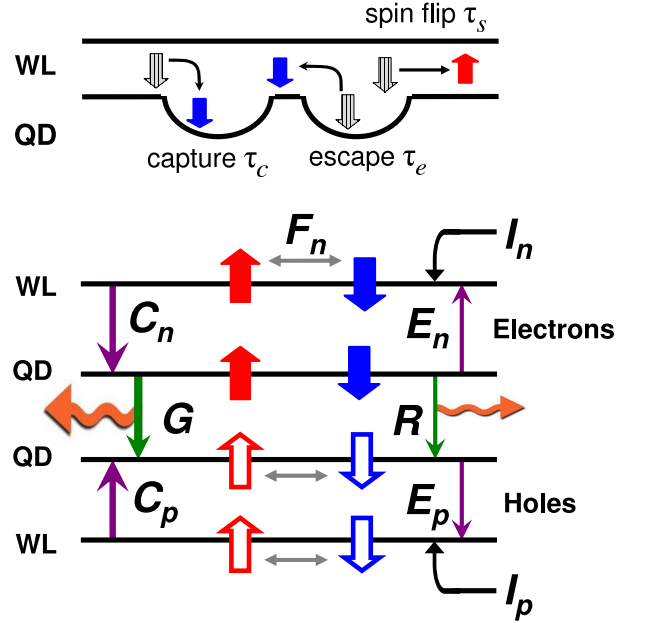 spin flip τs
WL
QD
capture τc
escape τe
Fn
In
WL
Cn
En
Electrons
QD
G
R
QD
Cp
Ep
Holes
WL
Ip